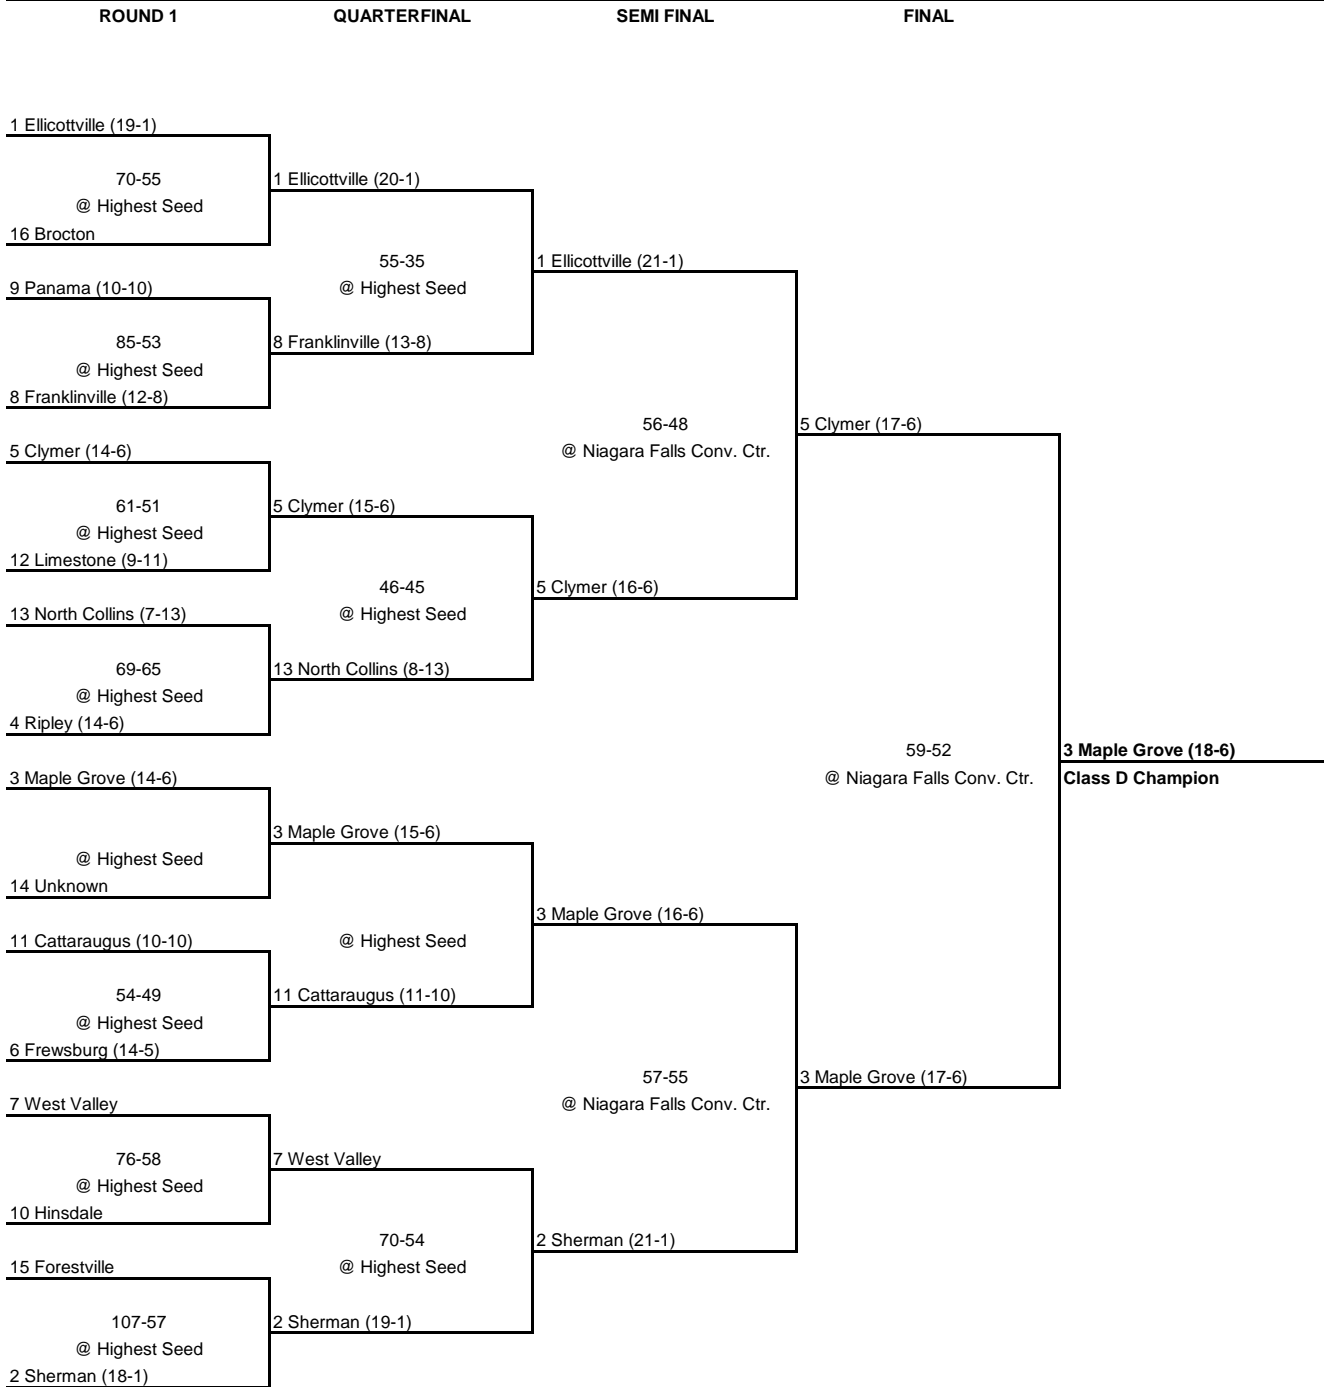 ROUND 1 QUARTERFINAL SEMI FINAL FINAL
1 Ellicottville (19-1)
70-55 1 Ellicottville (20-1)
@ Highest Seed
16 Brocton
55-35 1 Ellicottville (21-1)
9 Panama (10-10) @ Highest Seed
85-53 8 Franklinville (13-8)
@ Highest Seed
8 Franklinville (12-8)
56-48 5 Clymer (17-6)
5 Clymer (14-6) @ Niagara Falls Conv. Ctr.
61-51 5 Clymer (15-6)
@ Highest Seed
12 Limestone (9-11)
46-45 5 Clymer (16-6)
13 North Collins (7-13) @ Highest Seed
69-65 13 North Collins (8-13)
@ Highest Seed
4 Ripley (14-6)
59-52 3 Maple Grove (18-6)
3 Maple Grove (14-6) @ Niagara Falls Conv. Ctr. Class D Champion
3 Maple Grove (15-6)
@ Highest Seed
14 Unknown
3 Maple Grove (16-6)
11 Cattaraugus (10-10) @ Highest Seed
54-49 11 Cattaraugus (11-10)
@ Highest Seed
6 Frewsburg (14-5)
57-55 3 Maple Grove (17-6)
7 West Valley @ Niagara Falls Conv. Ctr.
76-58 7 West Valley
@ Highest Seed
10 Hinsdale
70-54 2 Sherman (21-1)
15 Forestville @ Highest Seed
107-57 2 Sherman (19-1)
@ Highest Seed
2 Sherman (18-1)